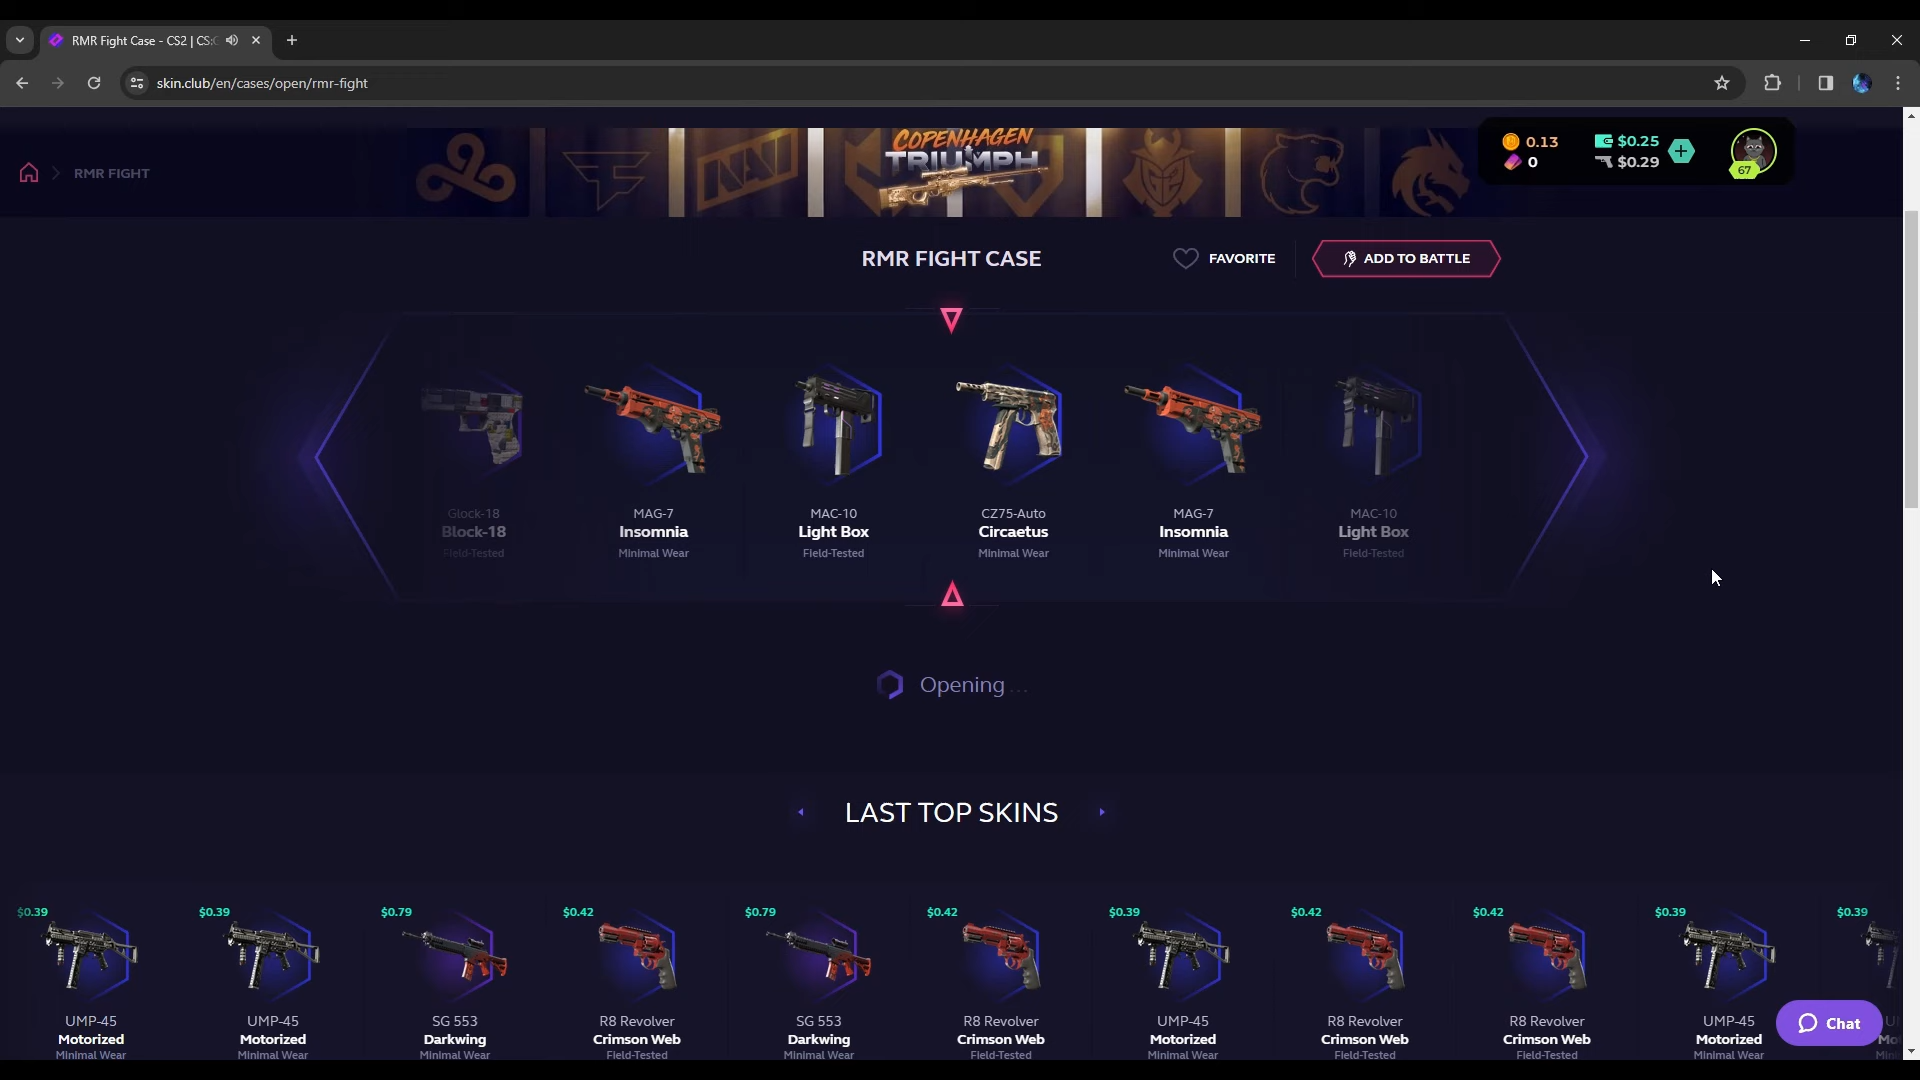 RMR Fight Case - CS2 | CS:G
skin.club/en/cases/open/rmr-fight
RMR FIGHT
COPENHAGEN
TRIUMPH
0.13
$0.25
0
$0.29
67
RMR FIGHT CASE
FAVORITE
ADD TO BATTLE
Glock-18
Block-18
Field-Tested
MAG-7
Insomnia
Minimal Wear
MAC-10
Light Box
Field-Tested
CZ75-Auto
Circaetus
Minimal Wear
MAG-7
Insomnia
Minimal Wear
MAC-10
Light Box
Field-Tested
Opening ...
LAST TOP SKINS
$0.39
UMP-45
Motorized
Minimal Wear
$0.39
UMP-45
Motorized
Minimal Wear
$0.79
SG 553
Darkwing
Minimal Wear
$0.42
R8 Revolver
Crimson Web
Field-Tested
$0.79
SG 553
Darkwing
Minimal Wear
$0.42
R8 Revolver
Crimson Web
Field-Tested
$0.39
UMP-45
Motorized
Minimal Wear
$0.42
R8 Revolver
Crimson Web
Field-Tested
$0.42
R8 Revolver
Crimson Web
Field-Tested
$0.39
UMP-45
Motorized
Minimal Wear
$0.39
Chat